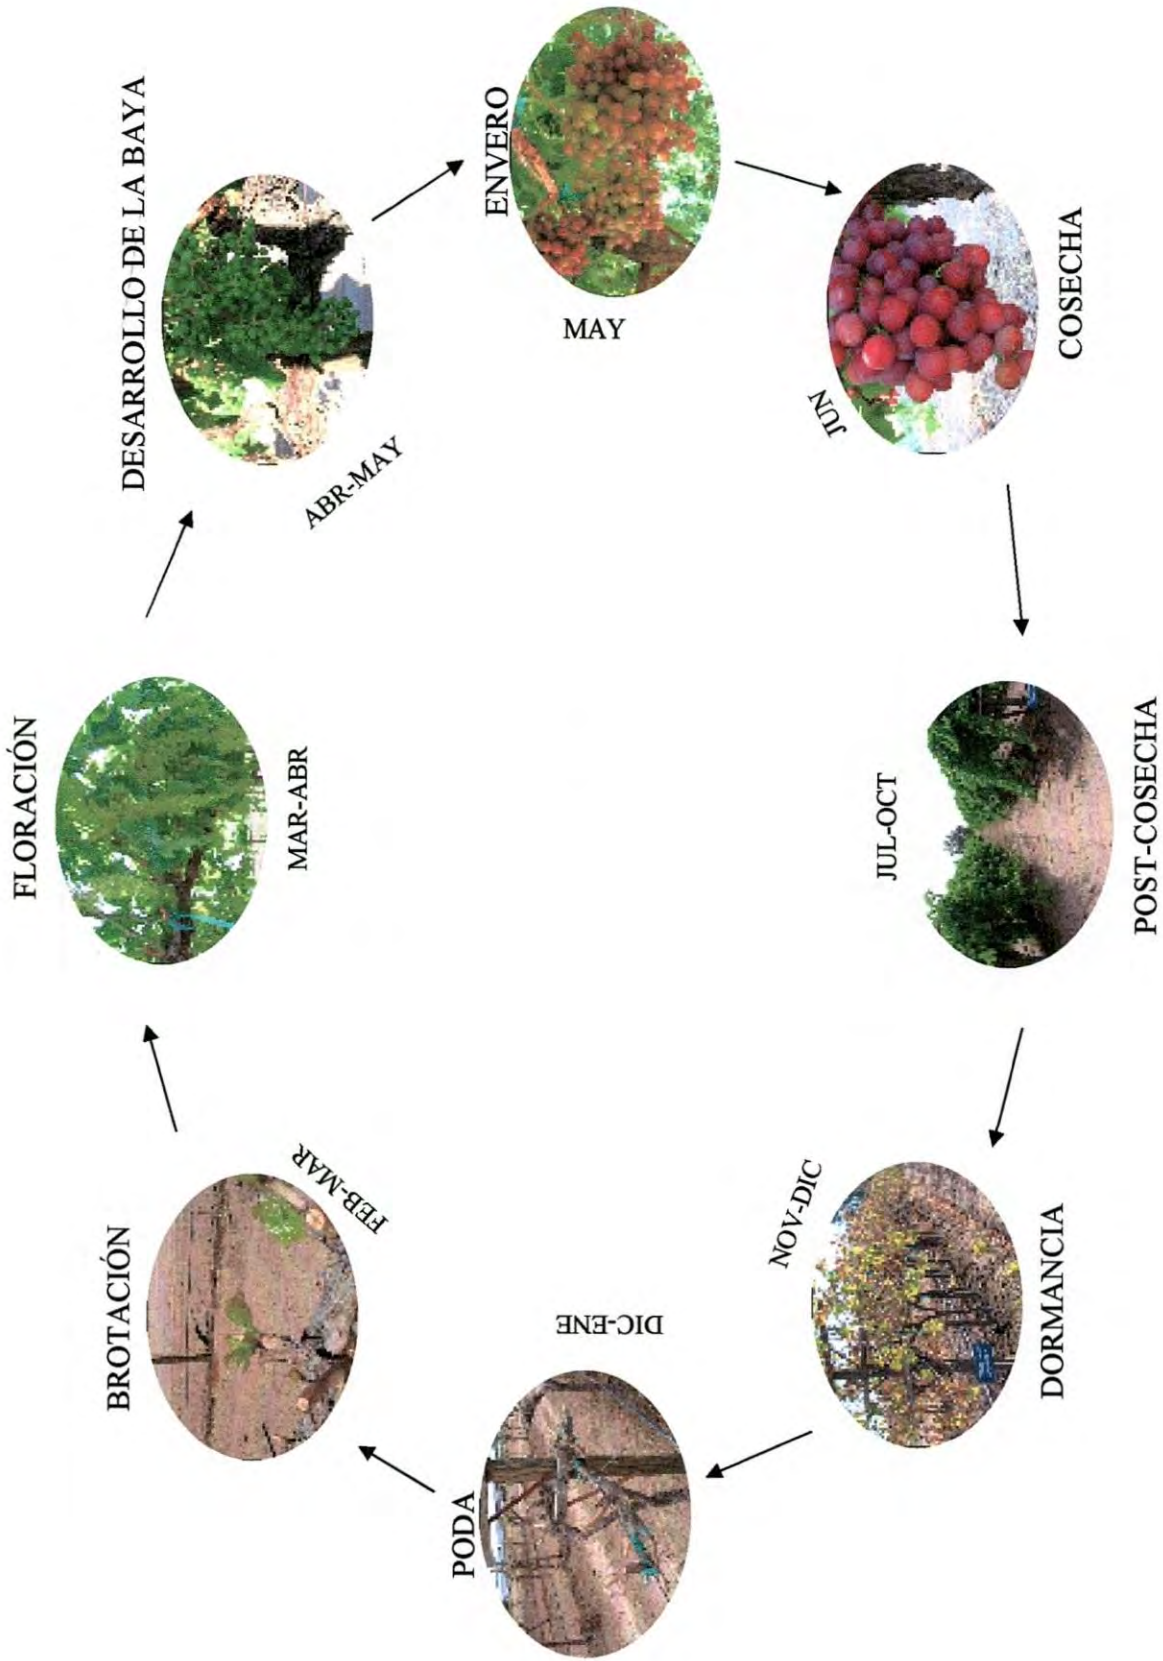 PODA
DIC-ENE
BROTACIÓN
FEB-MAR
FLORACIÓN
MAR-ABR
DESARROLLO DE LA BAYA
ABR-MAY
ENVERO
MAY
COSECHA
JUN
POST-COSECHA
JUL-OCT
DORMANCIA
NOV-DIC